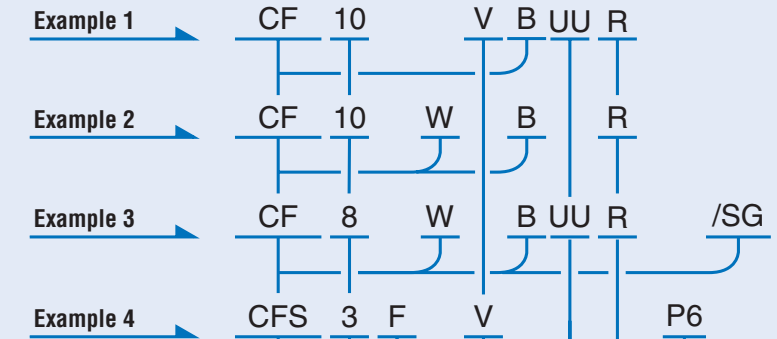 Example 1 CF 10 V B UU R
Example 2 CF 10 W B R
Example 3 CF 8 W B UU R /SG
Example 4 CFS 3 F V P6